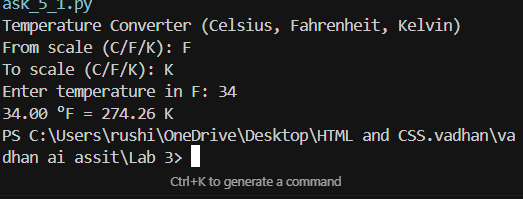 ask_5_1.py
Temperature Converter (Celsius, Fahrenheit, Kelvin)
From scale (C/F/K): F
To scale (C/F/K): K
Enter temperature in F: 34
34.00 °F = 274.26 K
PS C:\Users\rushi\OneDrive\Desktop\HTML and CSS.vadhan\va
dhan ai assit\Lab 3>
Ctrl+K to generate a command